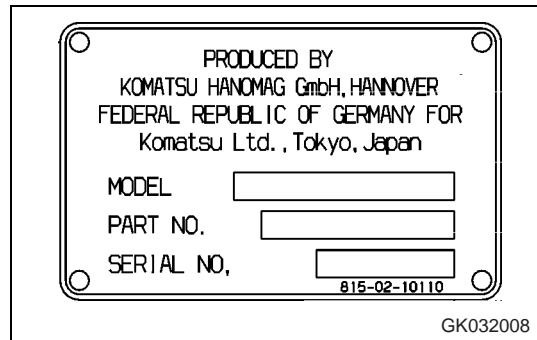 PRODUCED BY
KOMATSU HANOMAG GmbH, HANNOVER
FEDERAL REPUBLIC OF GERMANY FOR
Komatsu Ltd., Tokyo, Japan
MODEL
PART NO.
SERIAL NO,
815-02-10110
GK032008